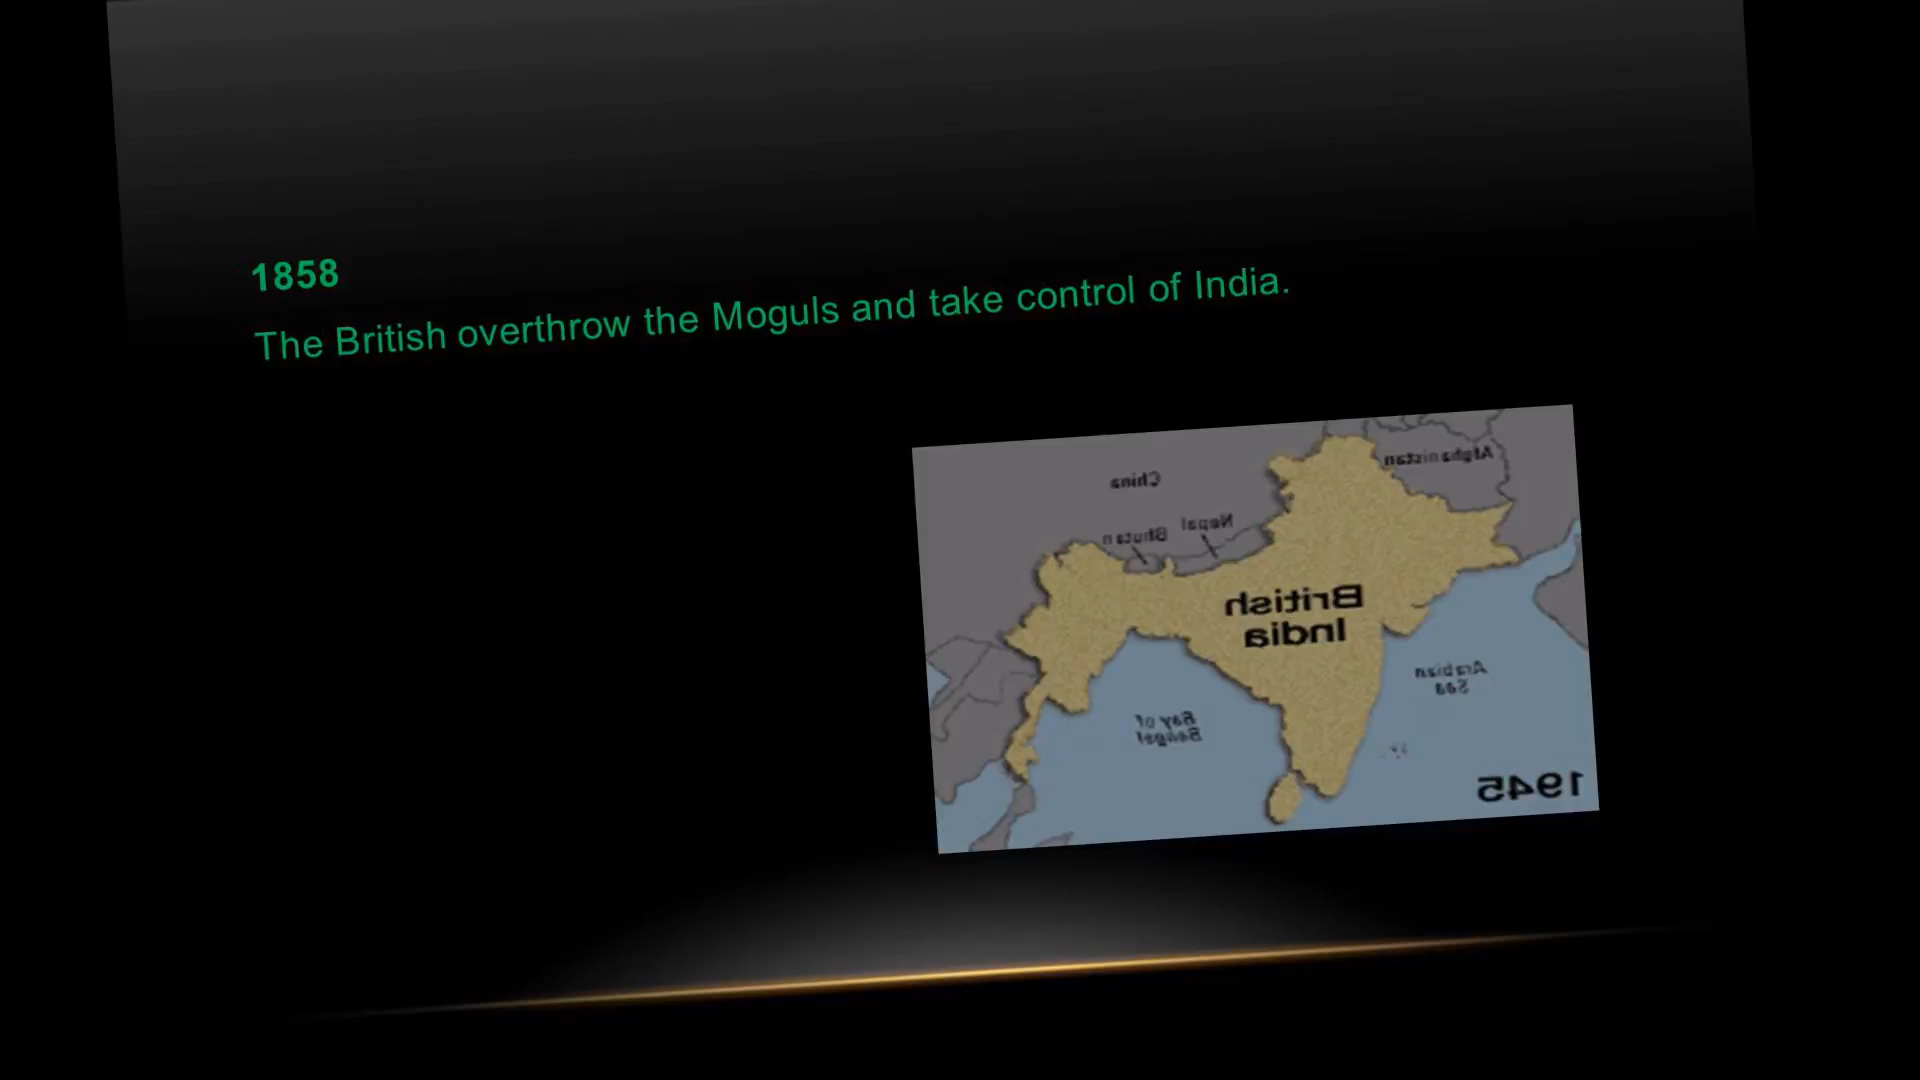 1858
The British overthrow the Moguls and take control of India.
Afghanistan
China
Nepal
Bhutan
British
India
Arabian
Sea
Bay of
Bengal
1945